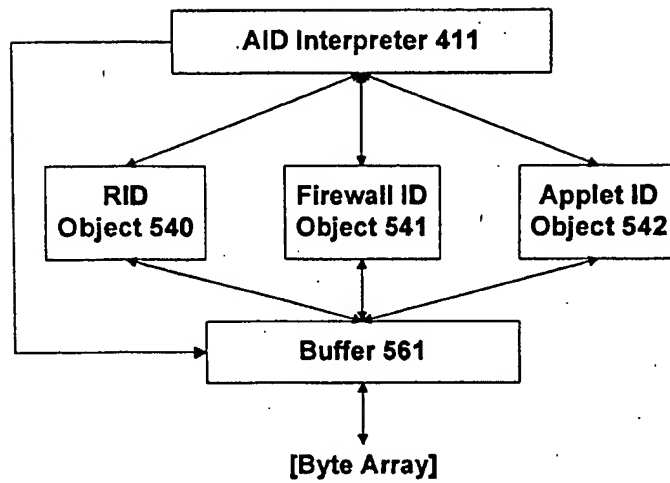 AID Interpreter 411
RID
Object 540
Firewall ID
Object 541
Applet ID
Object 542
Buffer 561
[Byte Array]